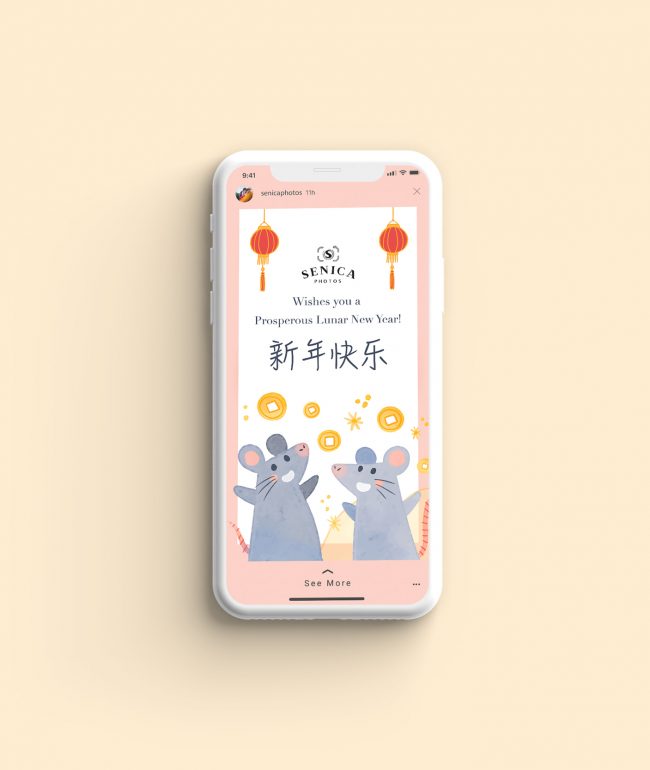 9:41
senicaphotos 11h
S
SENICA
PHOTOS
Wishes you a
Prosperous Lunar New Year!
新年快乐
See More